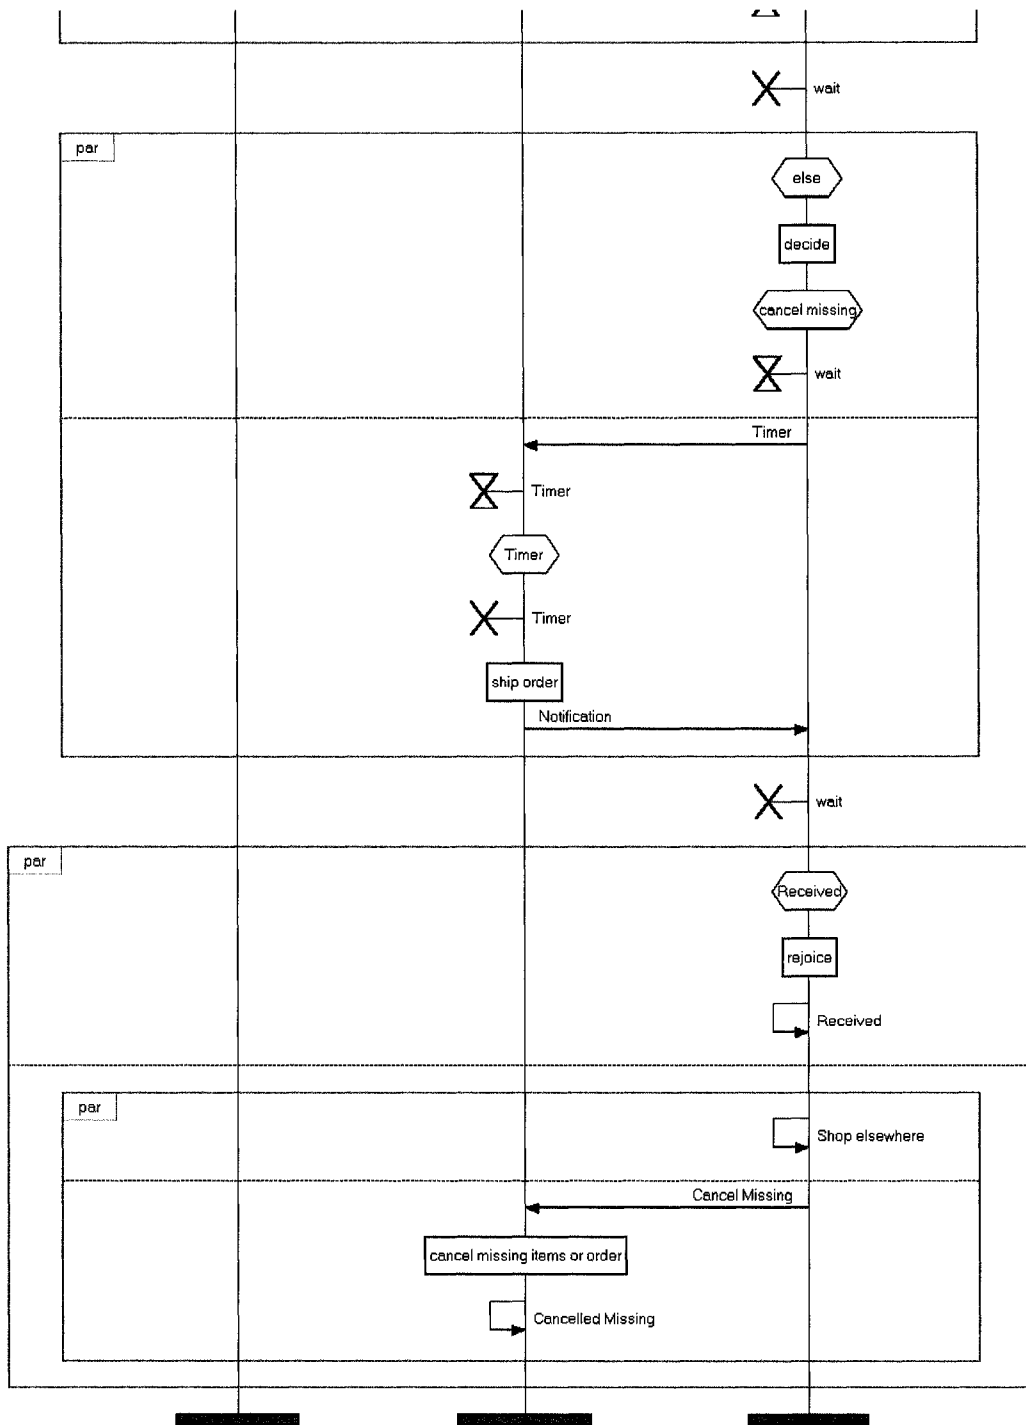 wait
par
else
decide
cancel missing
wait
Timer
Timer
Timer
Timer
ship order
Notification
wait
par
Received
rejoice
Received
par
Shop elsewhere
Cancel Missing
cancel missing items or order
Cancelled Missing